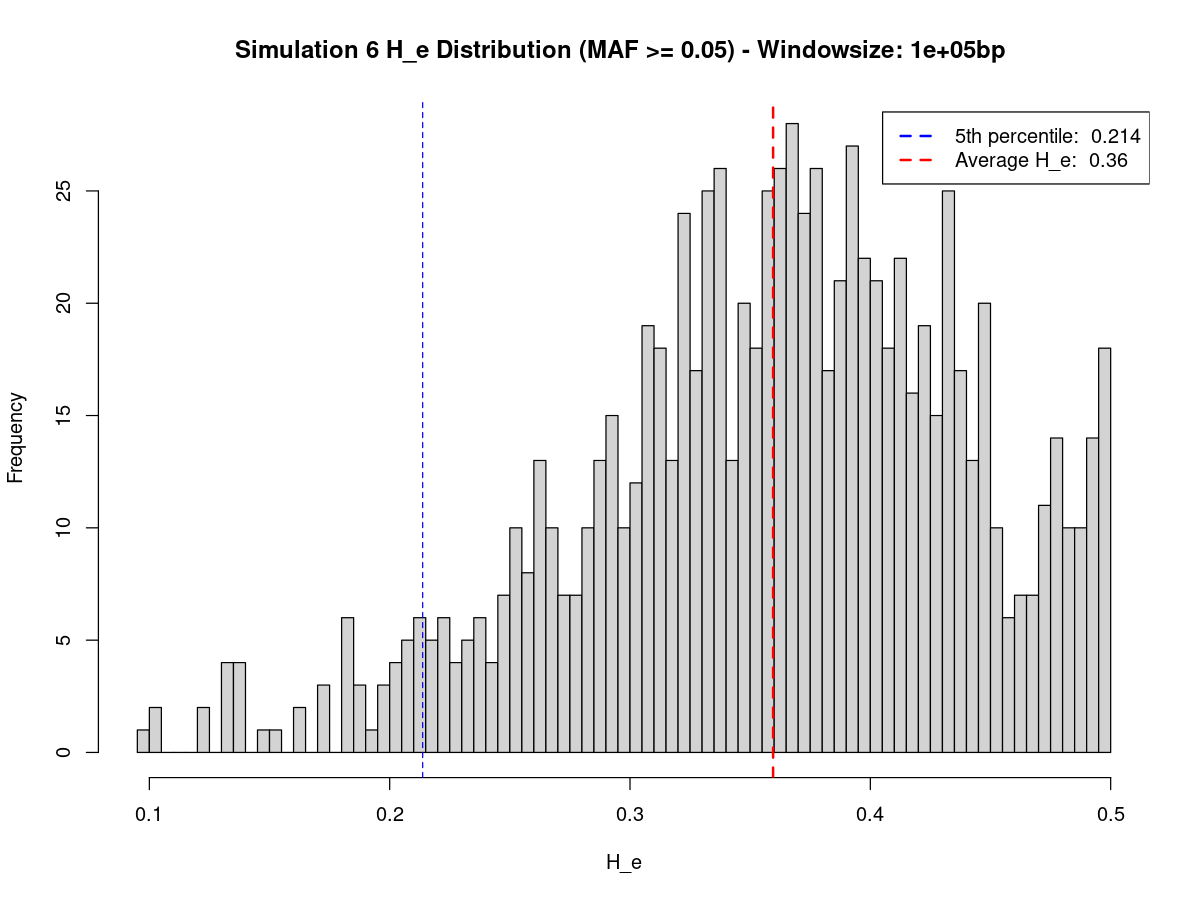 Simulation 6 H_e Distribution (MAF >= 0.05) - Windowsize: 1e+05bp
5th percentile: 0.214
Average H_e: 0.36
Frequency
25
20
15
10
5
0
0.1 0.2 0.3 0.4 0.5
H_e